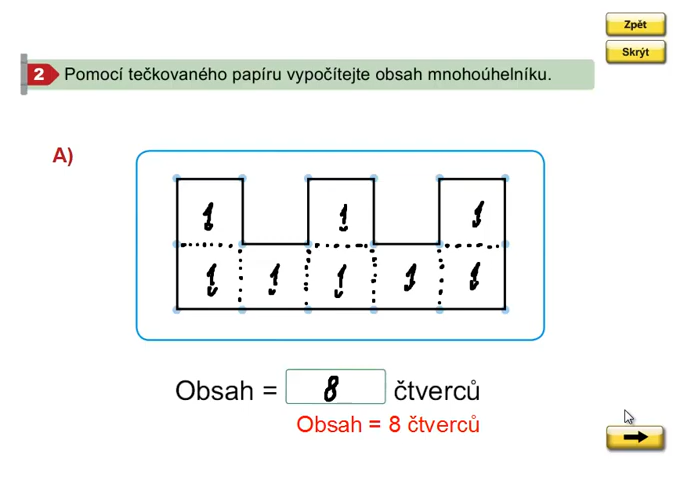 Zpět
Skrýt
2 Pomocí tečkovaného papíru vypočítejte obsah mnohoúhelníku.
A)
1 1 1
1 1 1 1 1
Obsah = 8 čtverců
Obsah = 8 čtverců